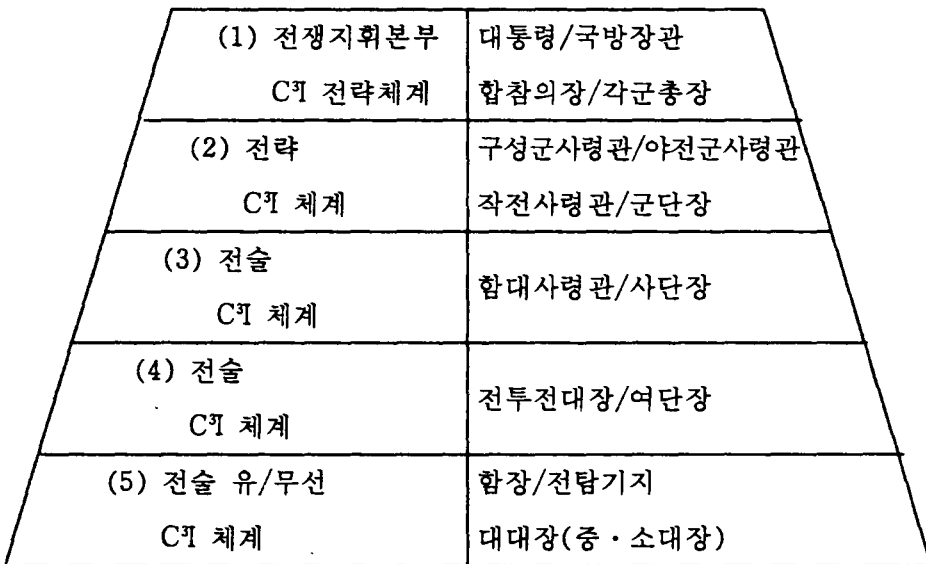 (1) 전쟁지휘본부
C³I 전략체계
대통령/국방장관
합참의장/각군총장
(2) 전략
C³I 체계
구성군사령관/야전군사령관
작전사령관/군단장
(3) 전술
C³I 체계
함대사령관/사단장
(4) 전술
C³I 체계
전투전대장/여단장
(5) 전술 유/무선
C³I 체계
함장/전탐기지
대대장(중·소대장)